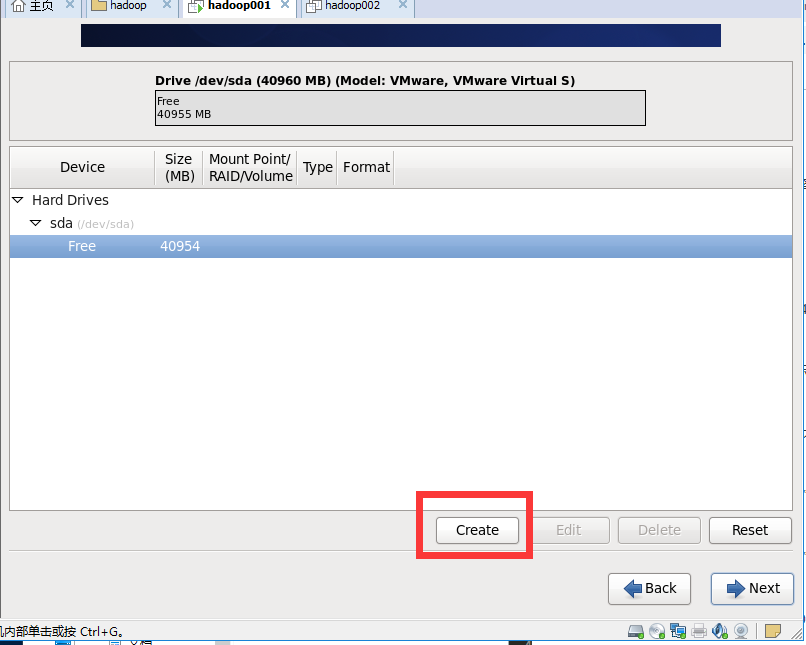 主页
hadoop
hadoop001
hadoop002
Drive /dev/sda (40960 MB) (Model: VMware, VMware Virtual S)
Free
40955 MB
Device
Size (MB)
Mount Point/ RAID/Volume
Type
Format
Hard Drives
sda (/dev/sda)
Free 40954
Create
Edit
Delete
Reset
Back
Next
内部单击或按 Ctrl+G。